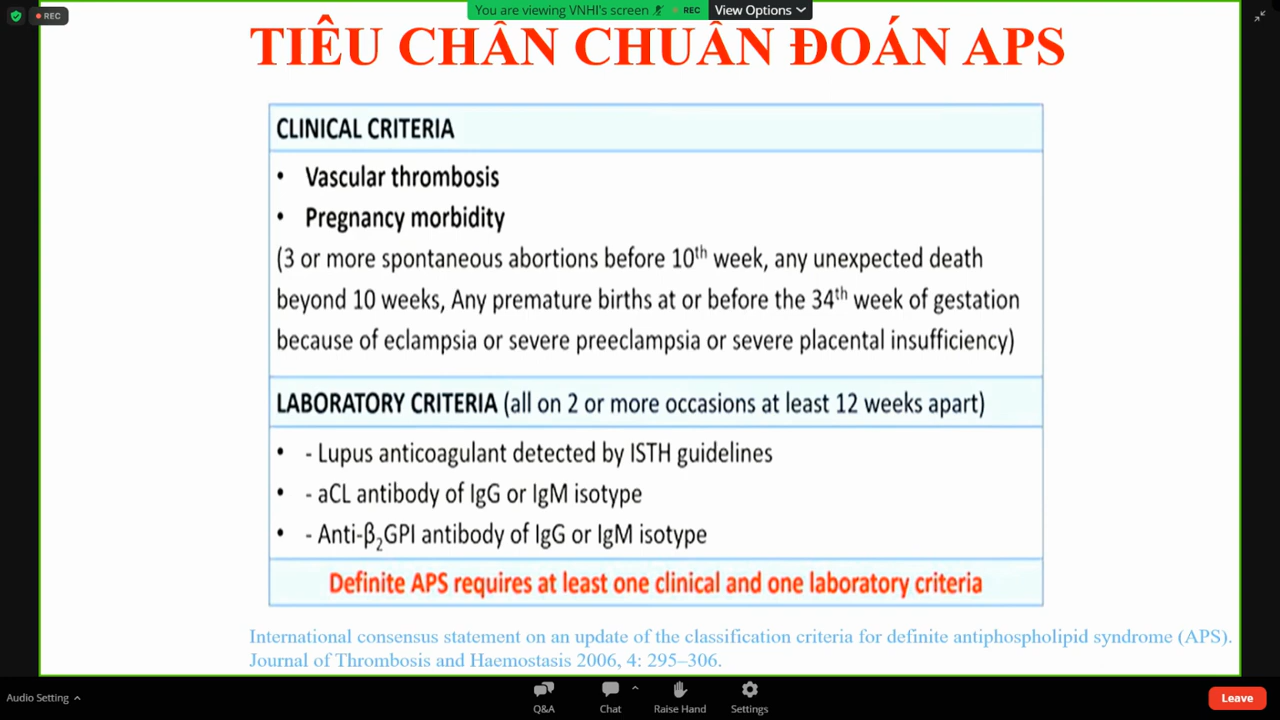 REC
You are viewing VNHI's screen
REC
View Options
TIÊU CHÂN CHUẨN ĐOÁN APS
CLINICAL CRITERIA
• Vascular thrombosis
• Pregnancy morbidity
(3 or more spontaneous abortions before 10th week, any unexpected death
beyond 10 weeks, Any premature births at or before the 34th week of gestation
because of eclampsia or severe preeclampsia or severe placental insufficiency)
LABORATORY CRITERIA (all on 2 or more occasions at least 12 weeks apart)
• - Lupus anticoagulant detected by ISTH guidelines
• - aCL antibody of IgG or IgM isotype
• - Anti-β₂GPI antibody of IgG or IgM isotype
Definite APS requires at least one clinical and one laboratory criteria
International consensus statement on an update of the classification criteria for definite antiphospholipid syndrome (APS).
Journal of Thrombosis and Haemostasis 2006, 4: 295–306.
Audio Setting
Q&A
Chat
Raise Hand
Settings
Leave